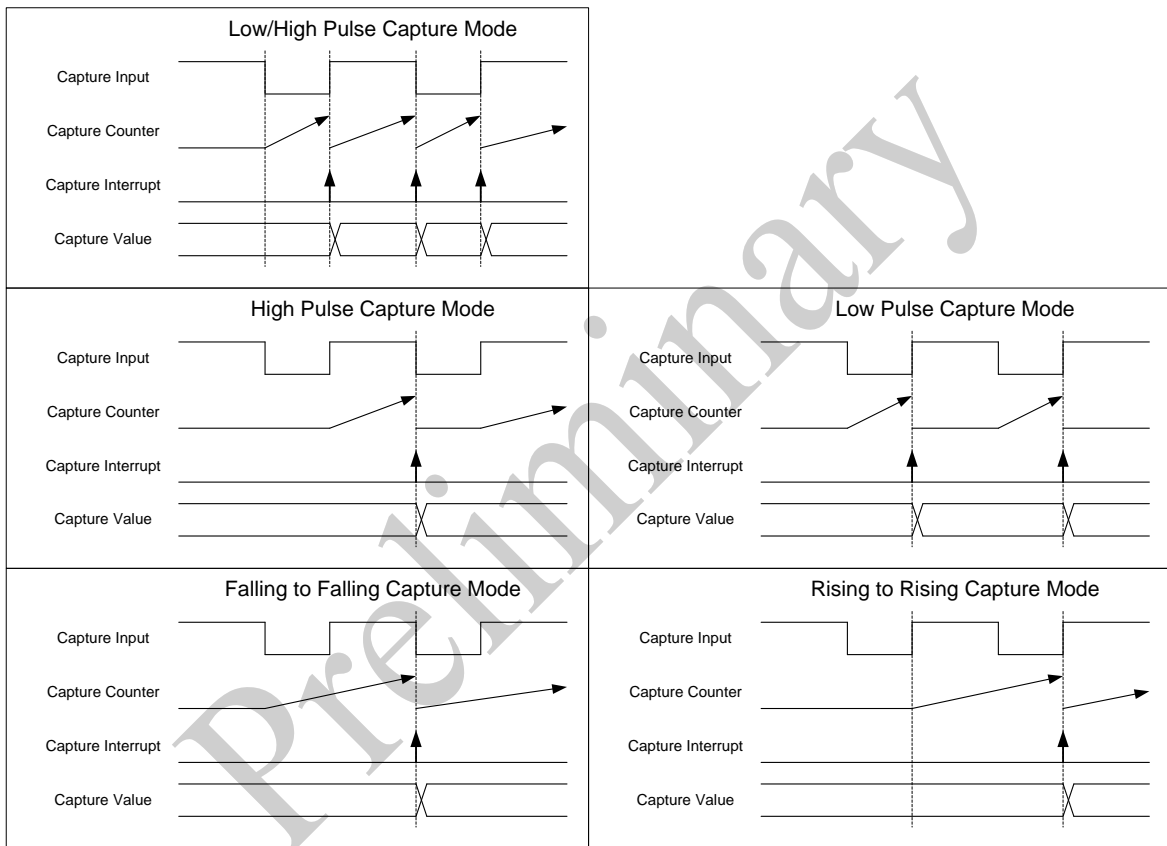 Low/High Pulse Capture Mode
Capture Input
Capture Counter
Capture Interrupt
Capture Value
High Pulse Capture Mode
Capture Input
Capture Counter
Capture Interrupt
Capture Value
Low Pulse Capture Mode
Capture Input
Capture Counter
Capture Interrupt
Capture Value
Falling to Falling Capture Mode
Capture Input
Capture Counter
Capture Interrupt
Capture Value
Rising to Rising Capture Mode
Capture Input
Capture Counter
Capture Interrupt
Capture Value
Preliminary